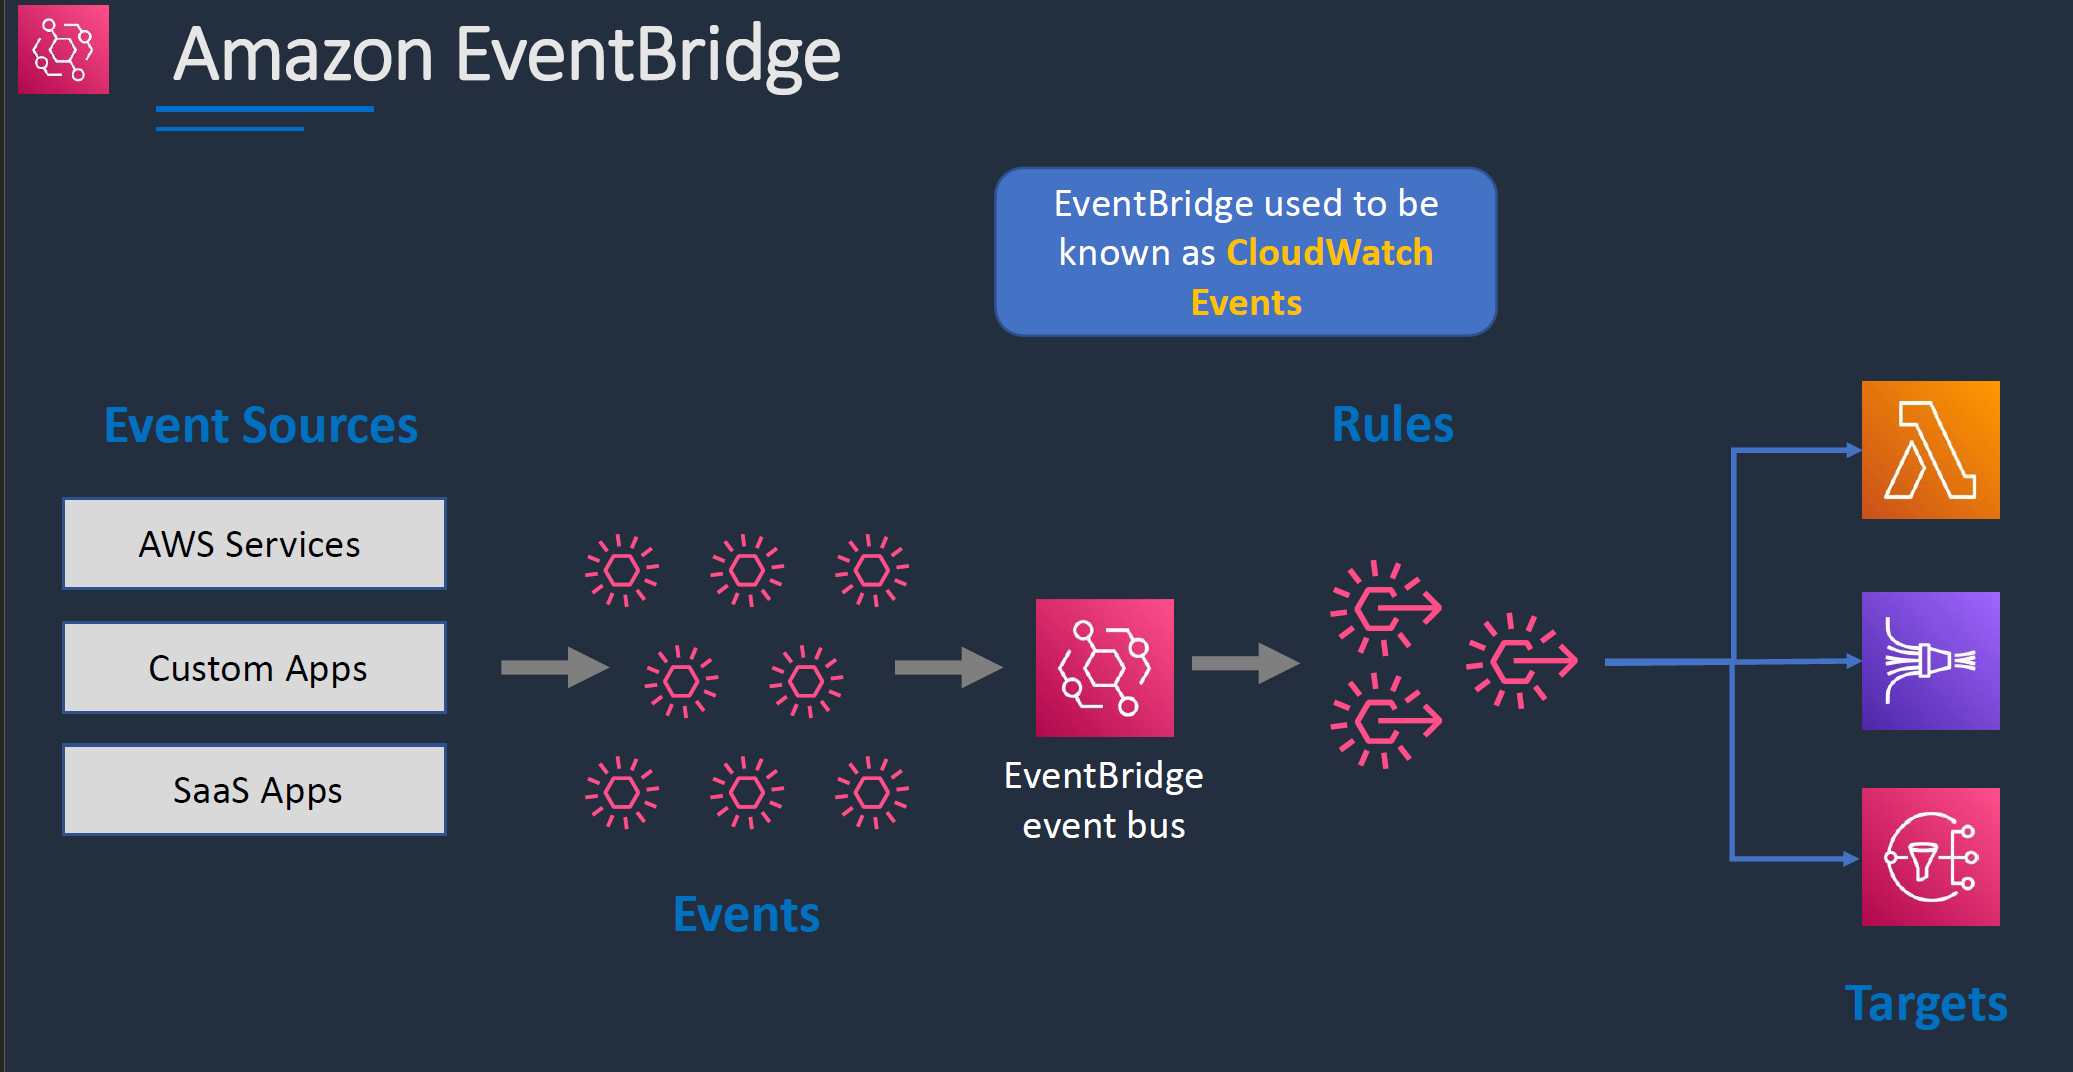 Amazon EventBridge
EventBridge used to be
known as CloudWatch
Events
Event Sources
Rules
AWS Services
Custom Apps
SaaS Apps
EventBridge
event bus
Events
Targets